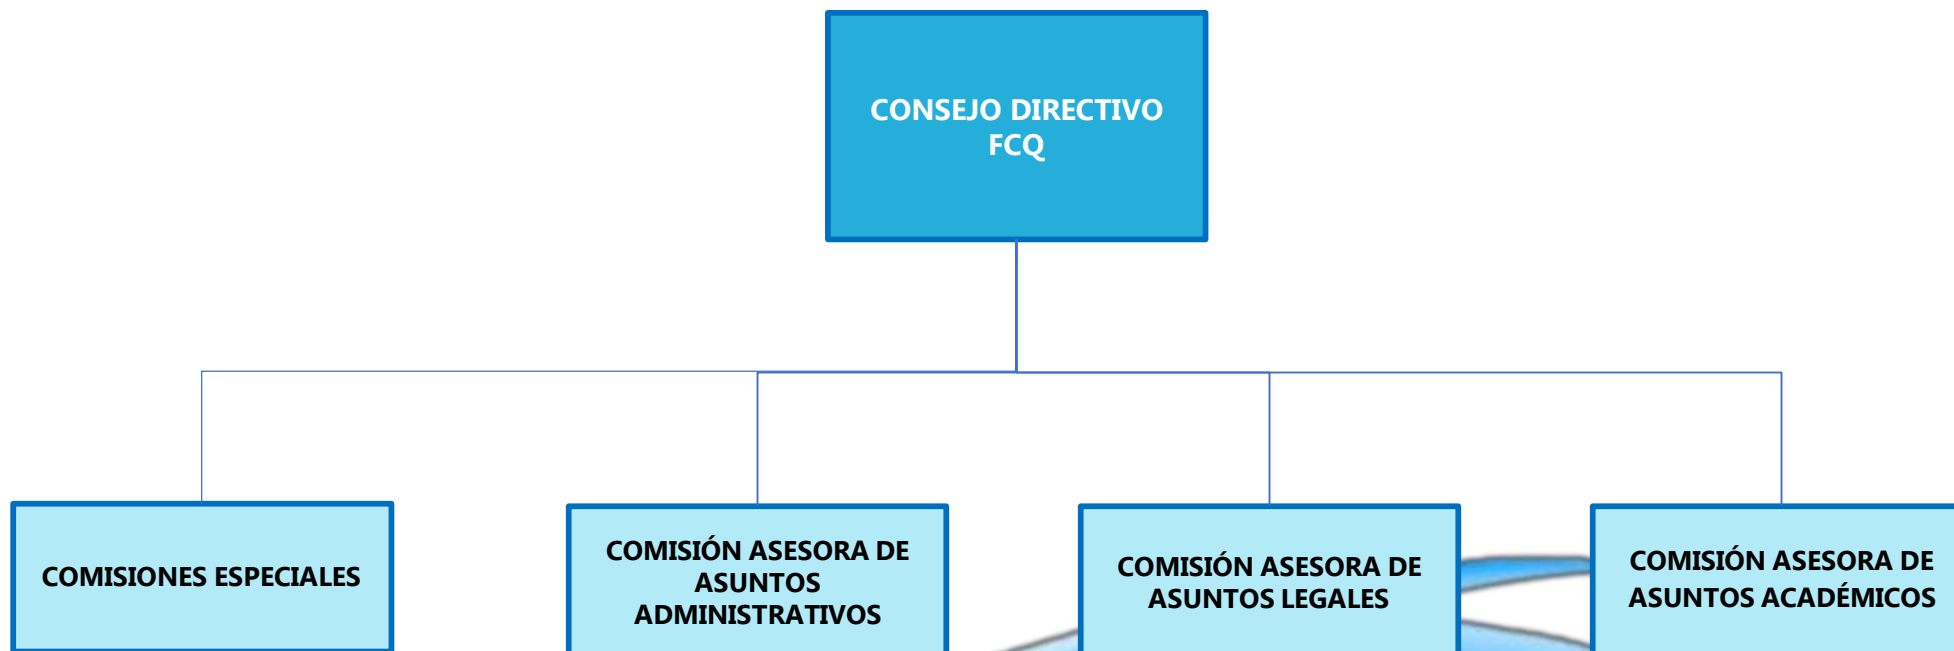 CONSEJO DIRECTIVO
FCQ
COMISIONES ESPECIALES
COMISIÓN ASESORA DE
ASUNTOS
ADMINISTRATIVOS
COMISIÓN ASESORA DE
ASUNTOS LEGALES
COMISIÓN ASESORA DE
ASUNTOS ACADÉMICOS